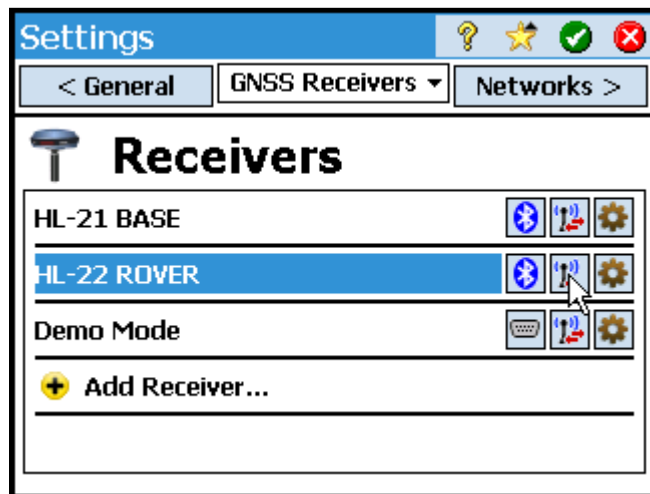 Settings
< General
GNSS Receivers
Networks >
Receivers
HL-21 BASE
HL-22 ROVER
Demo Mode
Add Receiver...